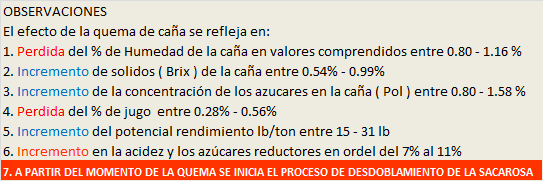 OBSERVACIONES
El efecto de la quema de caña se refleja en:
1. Perdida del % de Humedad de la caña en valores comprendidos entre 0.80 - 1.16 %
2. Incremento de solidos ( Brix ) de la caña entre 0.54% - 0.99%
3. Incremento de la concentración de los azucares en la caña ( Pol ) entre 0.80 - 1.58 %
4. Perdida del % de jugo entre 0.28% - 0.56%
5. Incremento del potencial rendimiento lb/ton entre 15 - 31 lb
6. Incremento en la acidez y los azúcares reductores en ordel del 7% al 11%
7. A PARTIR DEL MOMENTO DE LA QUEMA SE INICIA EL PROCESO DE DESDOBLAMIENTO DE LA SACAROSA